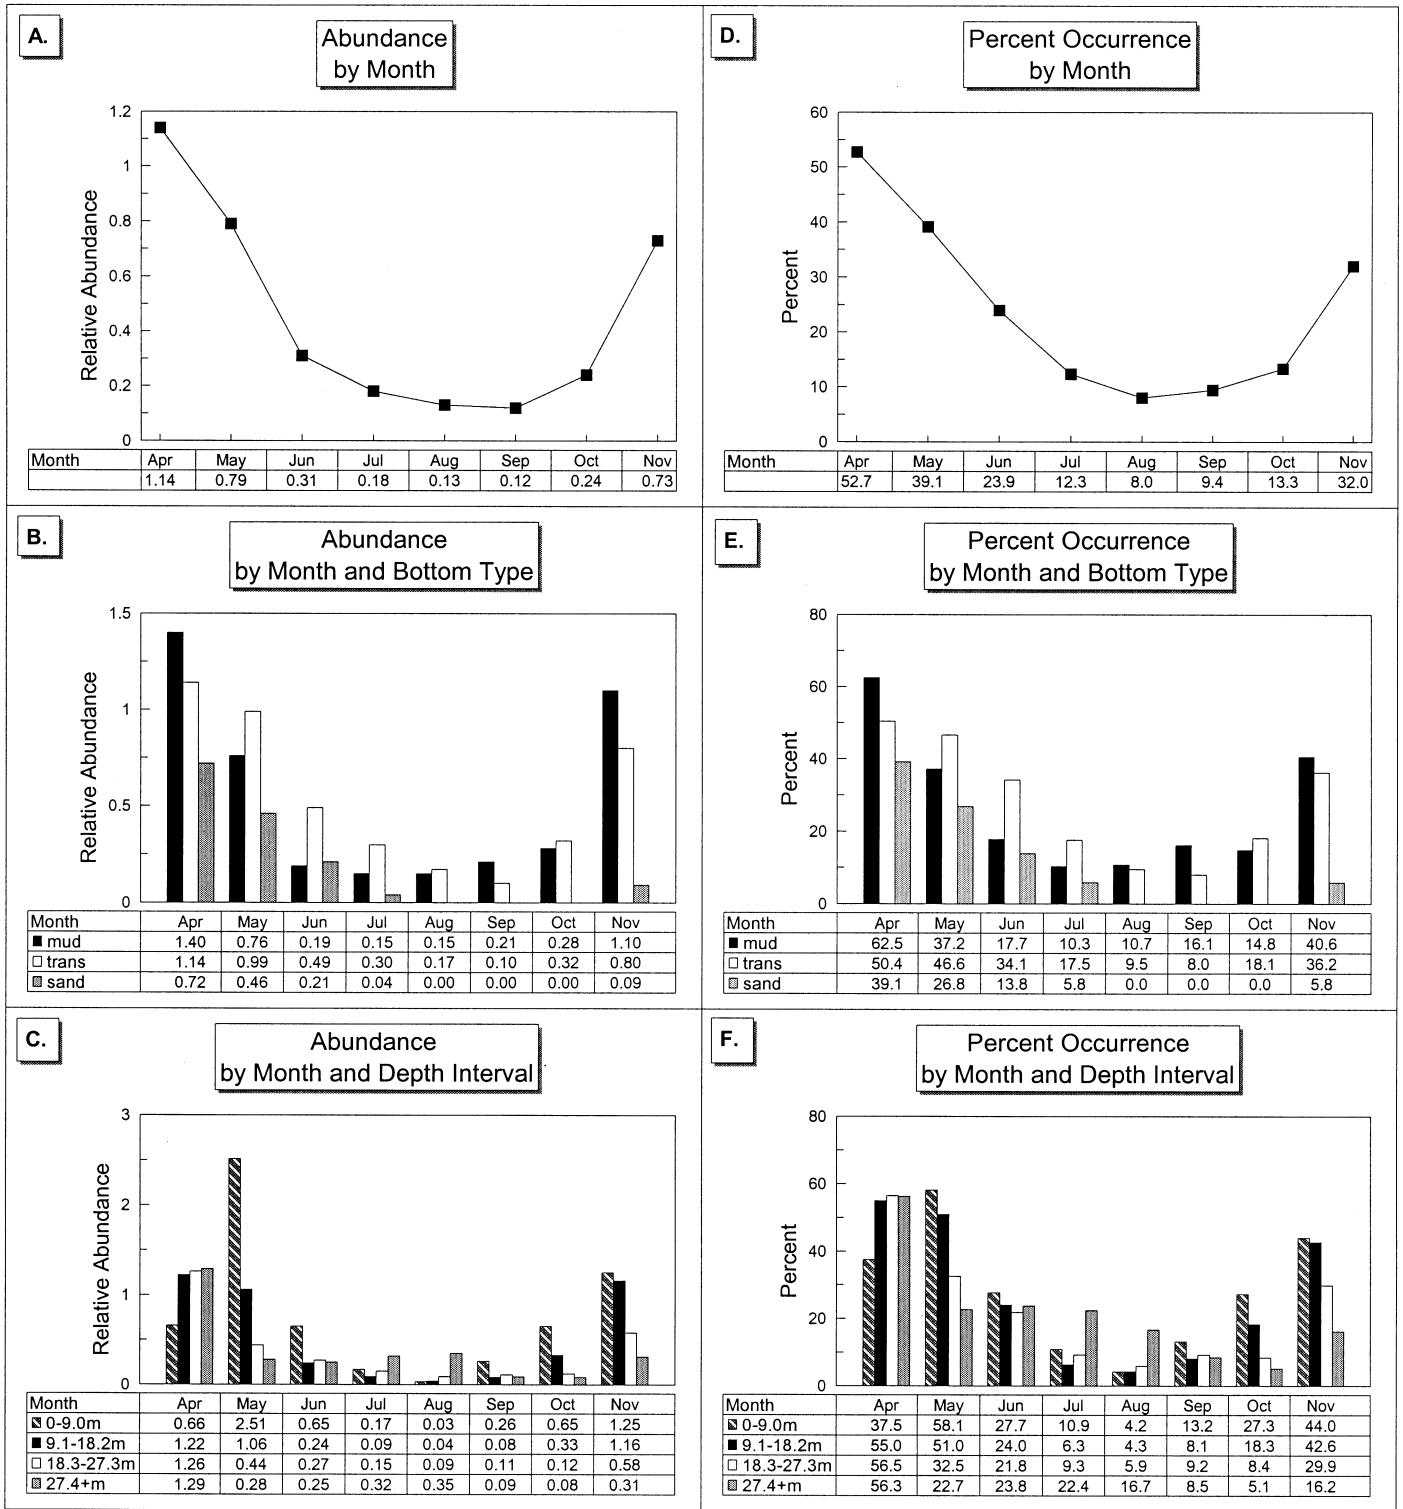 A.
Abundance
by Month
1.2
1
0.8
0.6
0.4
0.2
0
Relative Abundance
Month Apr May Jun Jul Aug Sep Oct Nov
1.14 0.79 0.31 0.18 0.13 0.12 0.24 0.73
D.
Percent Occurrence
by Month
60
50
40
30
20
10
0
Percent
Month Apr May Jun Jul Aug Sep Oct Nov
52.7 39.1 23.9 12.3 8.0 9.4 13.3 32.0
B.
Abundance
by Month and Bottom Type
1.5
1
0.5
0
Relative Abundance
Month Apr May Jun Jul Aug Sep Oct Nov
mud 1.40 0.76 0.19 0.15 0.15 0.21 0.28 1.10
trans 1.14 0.99 0.49 0.30 0.17 0.10 0.32 0.80
sand 0.72 0.46 0.21 0.04 0.00 0.00 0.00 0.09
E.
Percent Occurrence
by Month and Bottom Type
80
60
40
20
0
Percent
Month Apr May Jun Jul Aug Sep Oct Nov
mud 62.5 37.2 17.7 10.3 10.7 16.1 14.8 40.6
trans 50.4 46.6 34.1 17.5 9.5 8.0 18.1 36.2
sand 39.1 26.8 13.8 5.8 0.0 0.0 0.0 5.8
C.
Abundance
by Month and Depth Interval
3
2
1
0
Relative Abundance
Month Apr May Jun Jul Aug Sep Oct Nov
0-9.0m 0.66 2.51 0.65 0.17 0.03 0.26 0.65 1.25
9.1-18.2m 1.22 1.06 0.24 0.09 0.04 0.08 0.33 1.16
18.3-27.3m 1.26 0.44 0.27 0.15 0.09 0.11 0.12 0.58
27.4+m 1.29 0.28 0.25 0.32 0.35 0.09 0.08 0.31
F.
Percent Occurrence
by Month and Depth Interval
80
60
40
20
0
Percent
Month Apr May Jun Jul Aug Sep Oct Nov
0-9.0m 37.5 58.1 27.7 10.9 4.2 13.2 27.3 44.0
9.1-18.2m 55.0 51.0 24.0 6.3 4.3 8.1 18.3 42.6
18.3-27.3m 56.5 32.5 21.8 9.3 5.9 9.2 8.4 29.9
27.4+m 56.3 22.7 23.8 22.4 16.7 8.5 5.1 16.2